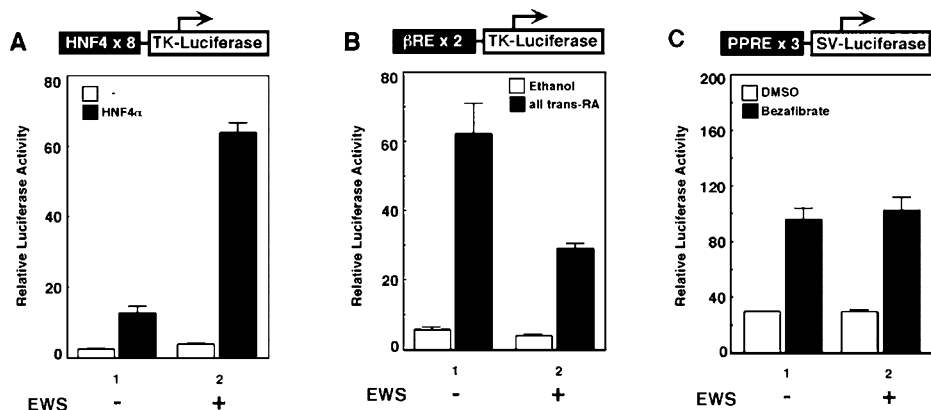 A
HNF4 x 8
TK-Luciferase
-
HNF4α
Relative Luciferase Activity
80
60
40
20
0
1
2
EWS
-
+
B
βRE x 2
TK-Luciferase
Ethanol
all trans-RA
Relative Luciferase Activity
80
60
40
20
0
1
2
EWS
-
+
C
PPRE x 3
SV-Luciferase
DMSO
Bezafibrate
Relative Luciferase Activity
200
160
120
80
40
0
1
2
EWS
-
+